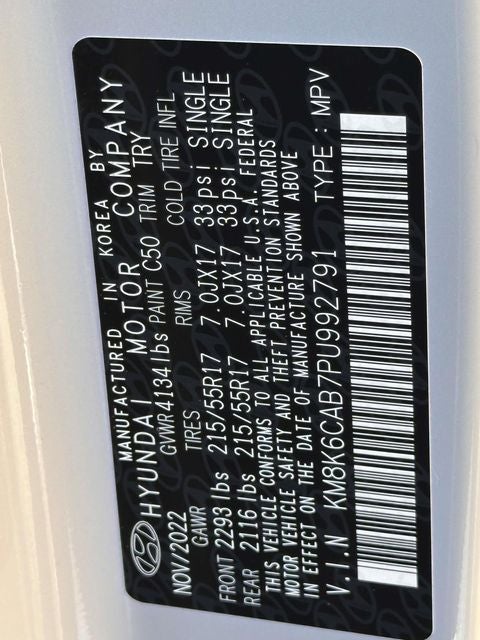 MANUFACTURED IN KOREA BY
HYUNDAI MOTOR COMPANY
NOV/2022 GVWR4134lbs PAINT C50 TRIM TRY
GAWR TIRES RIMS COLD TIRE INFL
FRONT 2293 lbs 215/55R17 7.0JX17 33psi SINGLE
REAR 2116 lbs 215/55R17 7.0JX17 33psi SINGLE
THIS VEHICLE CONFORMS TO ALL APPLICABLE U.S.A. FEDERAL
MOTOR VEHICLE SAFETY AND THEFT PREVENTION STANDARDS
IN EFFECT ON THE DATE OF MANUFACTURE SHOWN ABOVE
V.I.N KM8K6CAB7PU992791 TYPE : MPV